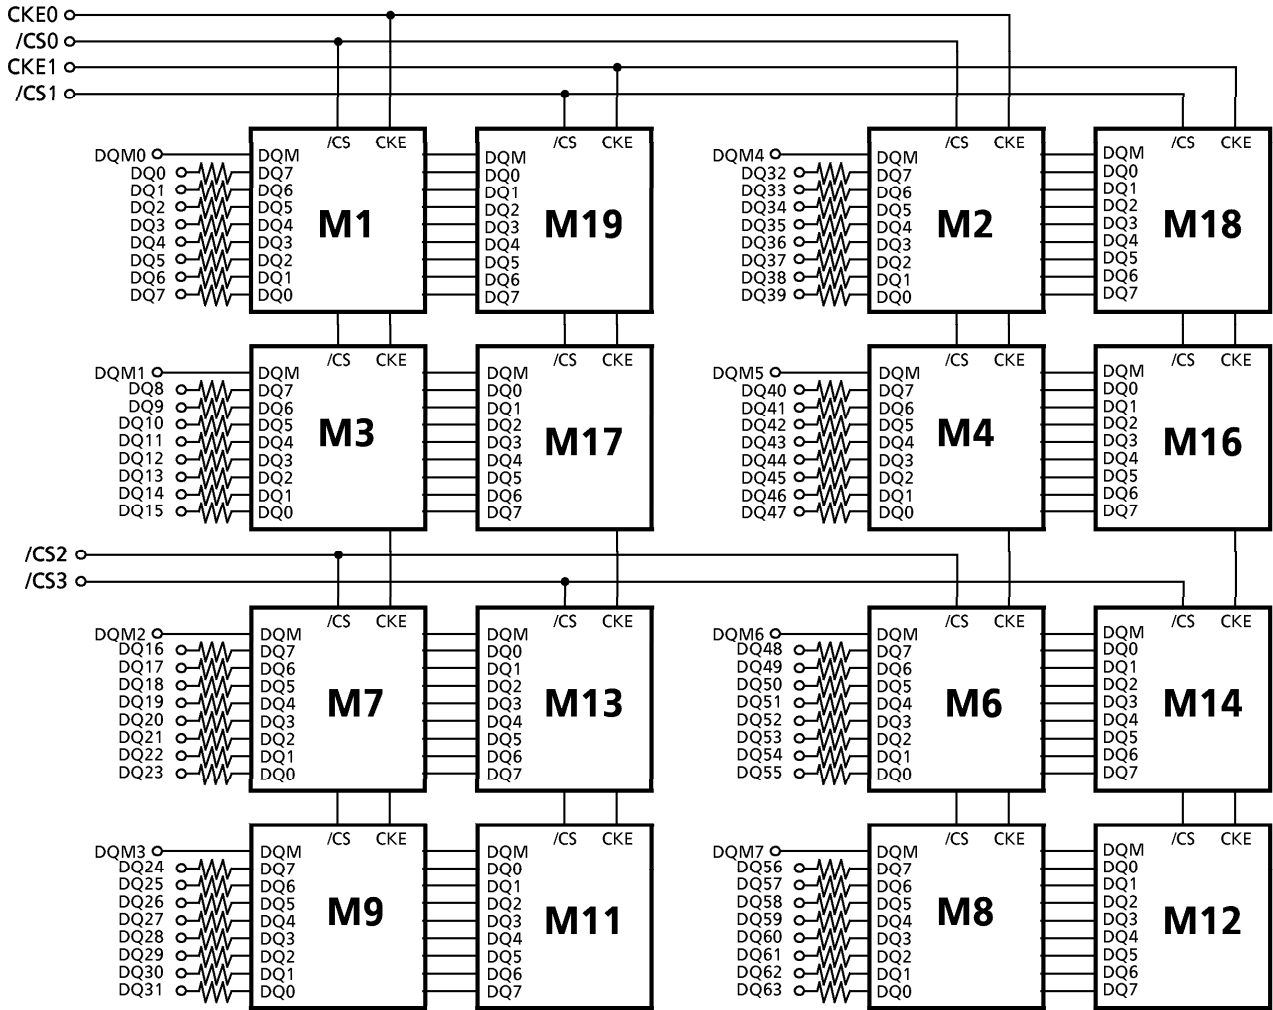 CKE0
/CS0
CKE1
/CS1
/CS CKE /CS CKE /CS CKE /CS CKE
DQM0 DQM DQM DQM4 DQM DQM
DQ0 DQ7 DQ0 DQ32 DQ7 DQ0
DQ1 DQ6 DQ1 DQ33 DQ6 DQ1
DQ2 DQ5 DQ2 DQ34 DQ5 DQ2
DQ3 DQ4 M1 DQ3 M19 DQ35 DQ4 M2 DQ3 M18
DQ4 DQ3 DQ4 DQ36 DQ3 DQ4
DQ5 DQ2 DQ5 DQ37 DQ2 DQ5
DQ6 DQ1 DQ6 DQ38 DQ1 DQ6
DQ7 DQ0 DQ7 DQ39 DQ0 DQ7
/CS CKE /CS CKE /CS CKE /CS CKE
DQM1 DQM DQM DQM5 DQM DQM
DQ8 DQ7 DQ0 DQ40 DQ7 DQ0
DQ9 DQ6 DQ1 DQ41 DQ6 DQ1
DQ10 DQ5 DQ2 DQ42 DQ5 DQ2
DQ11 DQ4 M3 DQ3 M17 DQ43 DQ4 M4 DQ3 M16
DQ12 DQ3 DQ4 DQ44 DQ3 DQ4
DQ13 DQ2 DQ5 DQ45 DQ2 DQ5
DQ14 DQ1 DQ6 DQ46 DQ1 DQ6
DQ15 DQ0 DQ7 DQ47 DQ0 DQ7
/CS2
/CS3
/CS CKE /CS CKE /CS CKE /CS CKE
DQM2 DQM DQM DQM6 DQM DQM
DQ16 DQ7 DQ0 DQ48 DQ7 DQ0
DQ17 DQ6 DQ1 DQ49 DQ6 DQ1
DQ18 DQ5 DQ2 DQ50 DQ5 DQ2
DQ19 DQ4 M7 DQ3 M13 DQ51 DQ4 M6 DQ3 M14
DQ20 DQ3 DQ4 DQ52 DQ3 DQ4
DQ21 DQ2 DQ5 DQ53 DQ2 DQ5
DQ22 DQ1 DQ6 DQ54 DQ1 DQ6
DQ23 DQ0 DQ7 DQ55 DQ0 DQ7
/CS CKE /CS CKE /CS CKE /CS CKE
DQM3 DQM DQM DQM7 DQM DQM
DQ24 DQ7 DQ0 DQ56 DQ7 DQ0
DQ25 DQ6 DQ1 DQ57 DQ6 DQ1
DQ26 DQ5 DQ2 DQ58 DQ5 DQ2
DQ27 DQ4 M9 DQ3 M11 DQ59 DQ4 M8 DQ3 M12
DQ28 DQ3 DQ4 DQ60 DQ3 DQ4
DQ29 DQ2 DQ5 DQ61 DQ2 DQ5
DQ30 DQ1 DQ6 DQ62 DQ1 DQ6
DQ31 DQ0 DQ7 DQ63 DQ0 DQ7